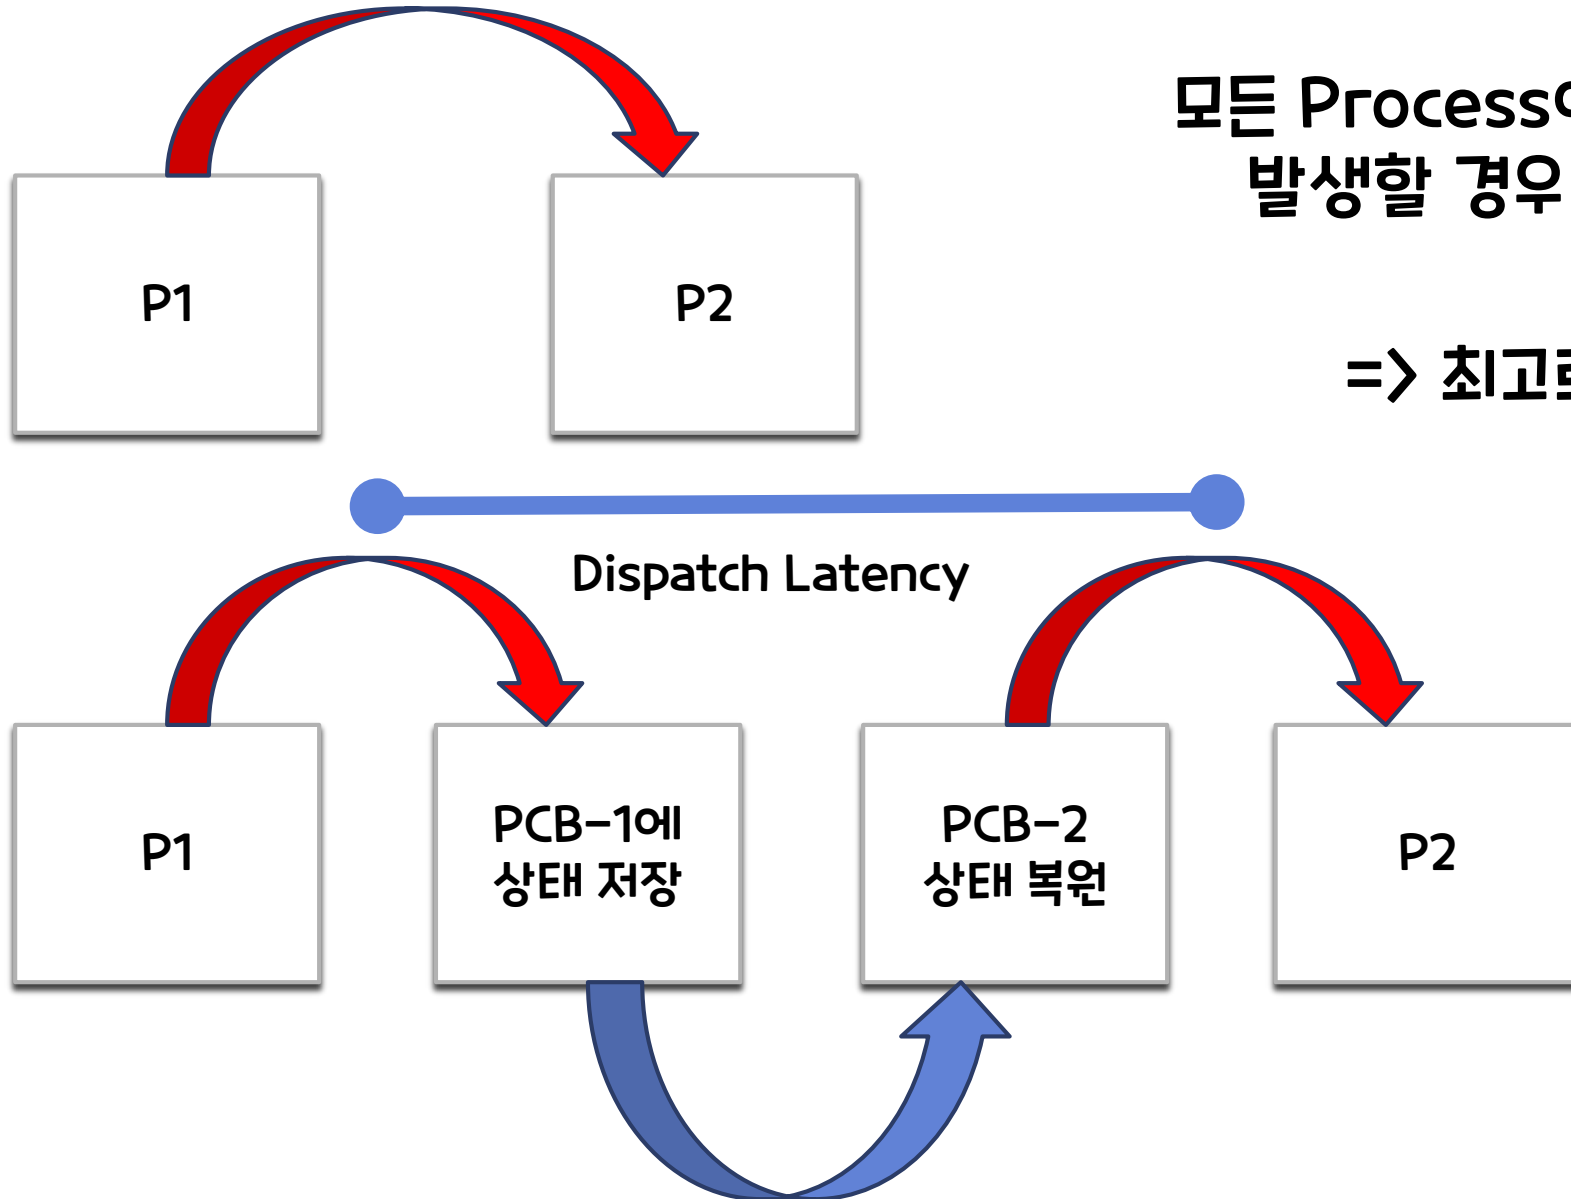 모든 Process
발생할 경우
=> 최고
P1
P2
Dispatch Latency
P1
PCB-1에
상태 저장
PCB-2
상태 복원
P2